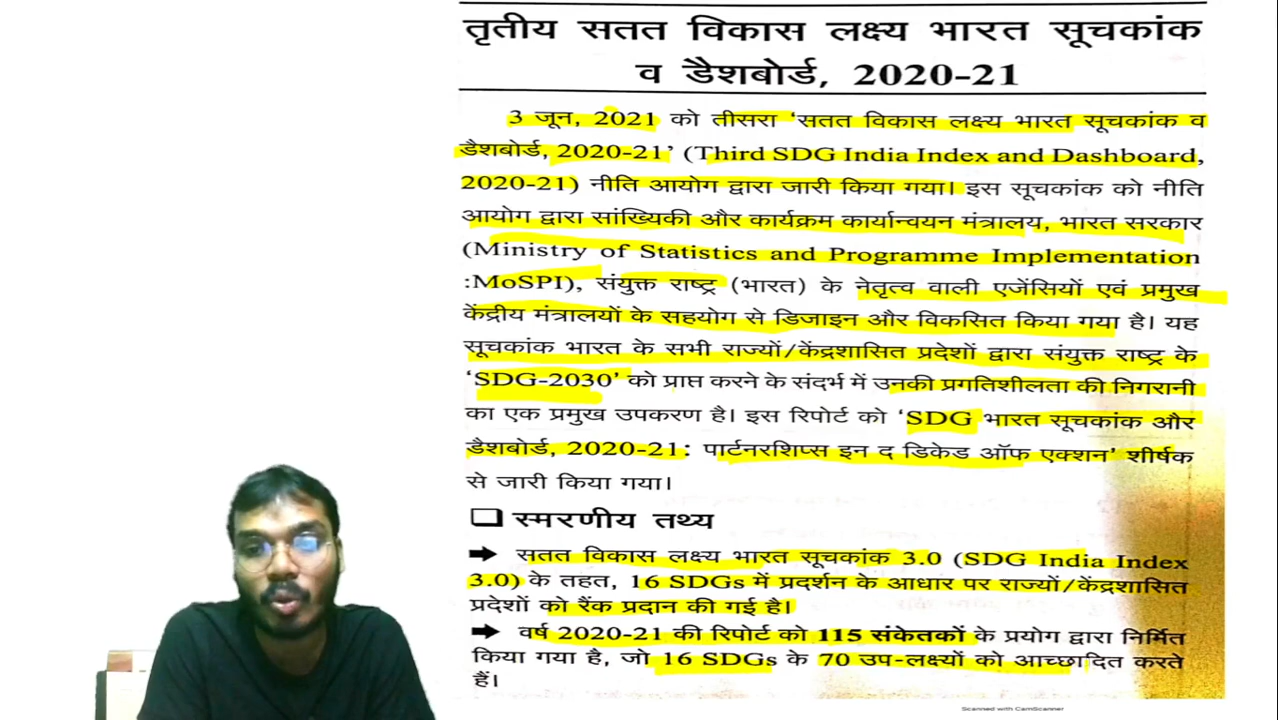 तृतीय सतत विकास लक्ष्य भारत सूचकांक
व डैशबोर्ड, 2020-21
3 जून, 2021 को तीसरा ‘सतत विकास लक्ष्य भारत सूचकांक व
डैशबोर्ड, 2020-21’ (Third SDG India Index and Dashboard,
2020-21) नीति आयोग द्वारा जारी किया गया। इस सूचकांक को नीति
आयोग द्वारा सांख्यिकी और कार्यक्रम कार्यान्वयन मंत्रालय, भारत सरकार
(Ministry of Statistics and Programme Implementation
:MoSPI), संयुक्त राष्ट्र (भारत) के नेतृत्व वाली एजेंसियों एवं प्रमुख
केंद्रीय मंत्रालयों के सहयोग से डिजाइन और विकसित किया गया है। यह
सूचकांक भारत के सभी राज्यों/केंद्रशासित प्रदेशों द्वारा संयुक्त राष्ट्र के
‘SDG-2030’ को प्राप्त करने के संदर्भ में उनकी प्रगतिशीलता की निगरानी
का एक प्रमुख उपकरण है। इस रिपोर्ट को ‘SDG भारत सूचकांक और
डैशबोर्ड, 2020-21: पार्टनरशिप्स इन द डिकेड ऑफ एक्शन’ शीर्षक
से जारी किया गया।
❑ स्मरणीय तथ्य
➡ सतत विकास लक्ष्य भारत सूचकांक 3.0 (SDG India Index
3.0) के तहत, 16 SDGs में प्रदर्शन के आधार पर राज्यों/केंद्रशासित
प्रदेशों को रैंक प्रदान की गई है।
➡ वर्ष 2020-21 की रिपोर्ट को 115 संकेतकों के प्रयोग द्वारा निर्मित
किया गया है, जो 16 SDGs के 70 उप-लक्ष्यों को आच्छादित करते
हैं।
Scanned with CamScanner